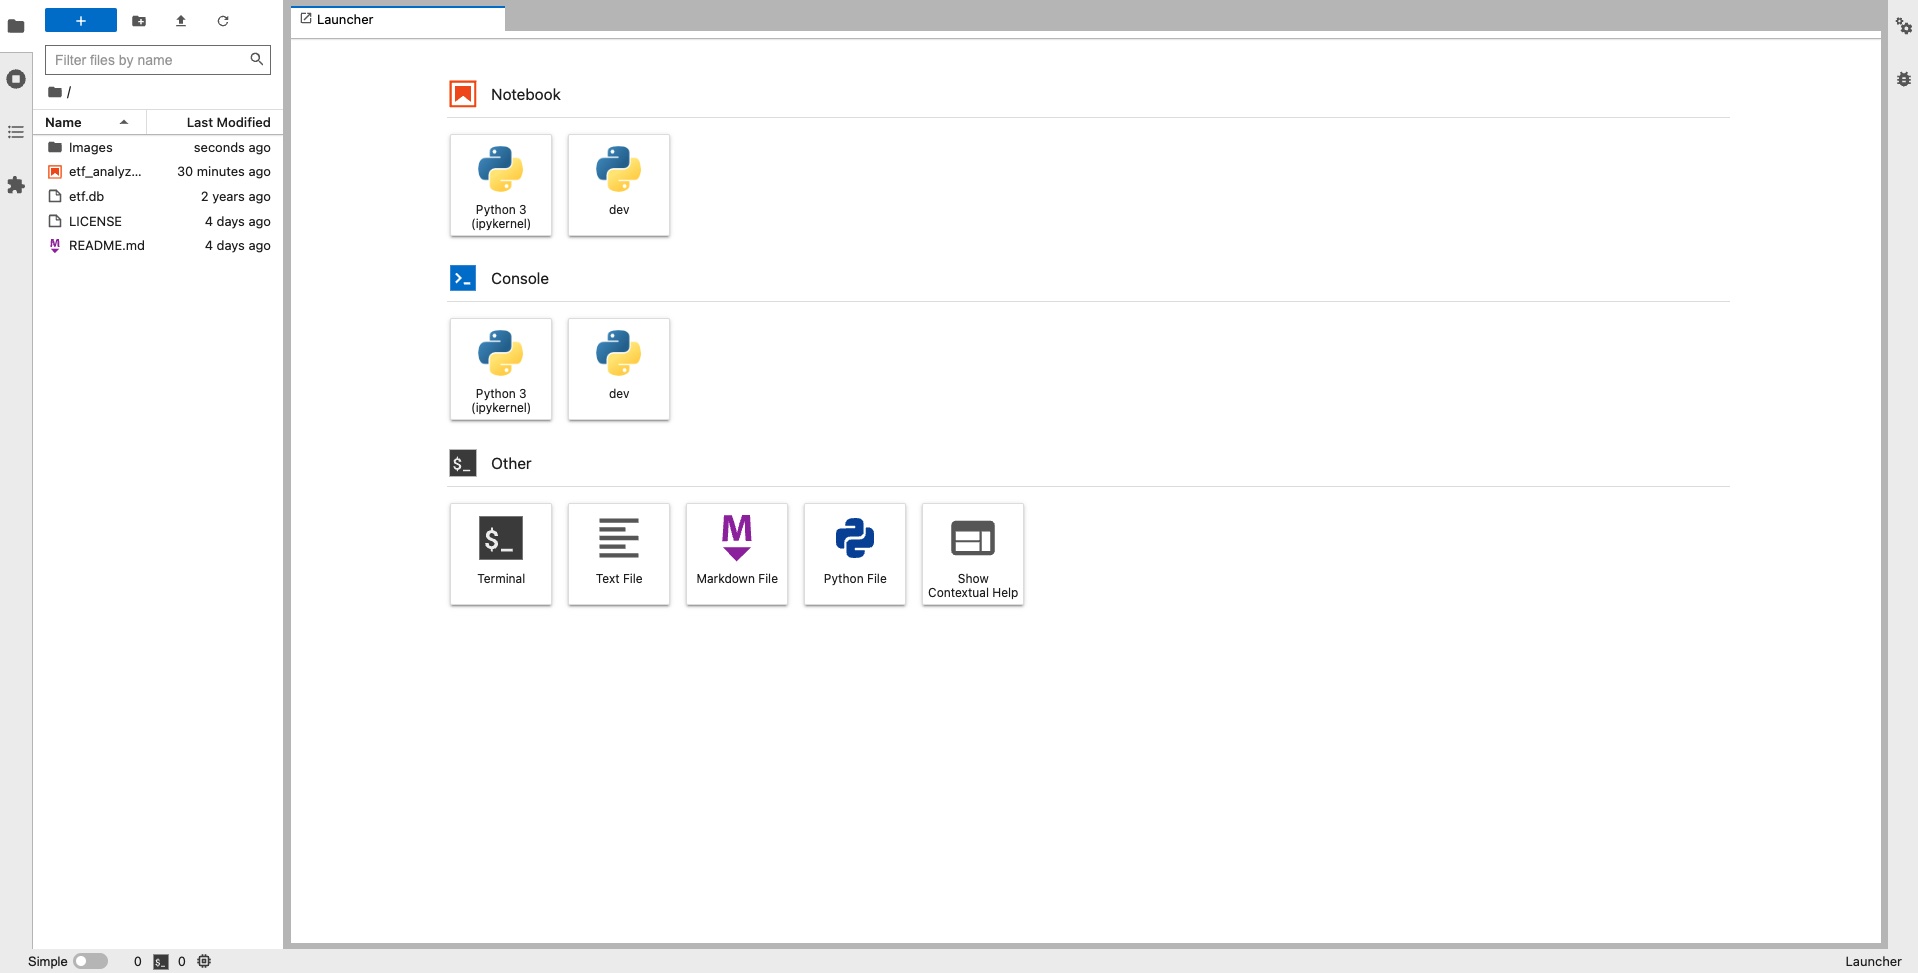 Launcher
Filter files by name
/
Name Last Modified
Images seconds ago
etf_analyz... 30 minutes ago
etf.db 2 years ago
LICENSE 4 days ago
README.md 4 days ago
Notebook
Python 3
(ipykernel)
dev
Console
Python 3
(ipykernel)
dev
$_ Other
$_
Terminal
Text File
M
Markdown File
Python File
Show
Contextual Help
Simple 0 $_ 0
Launcher